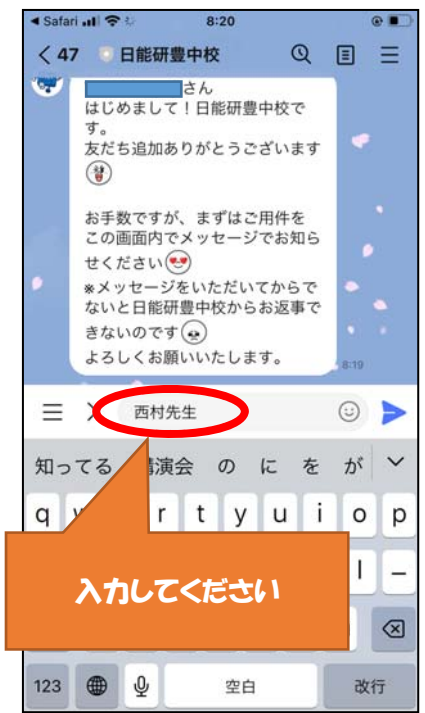 Safari 8:20
47 日能研豊中校
さん
はじめまして！日能研豊中校で
す。
友だち追加ありがとうございます
お手数ですが、まずはご用件を
この画面内でメッセージでお知ら
せください
※メッセージをいただいてからで
ないと日能研豊中校からお返事で
きないのです
よろしくお願いいたします。
8:19
西村先生
知ってる 講演会 の に を が
q w r t y u i o p
入力してください
l –
123 空白 改行